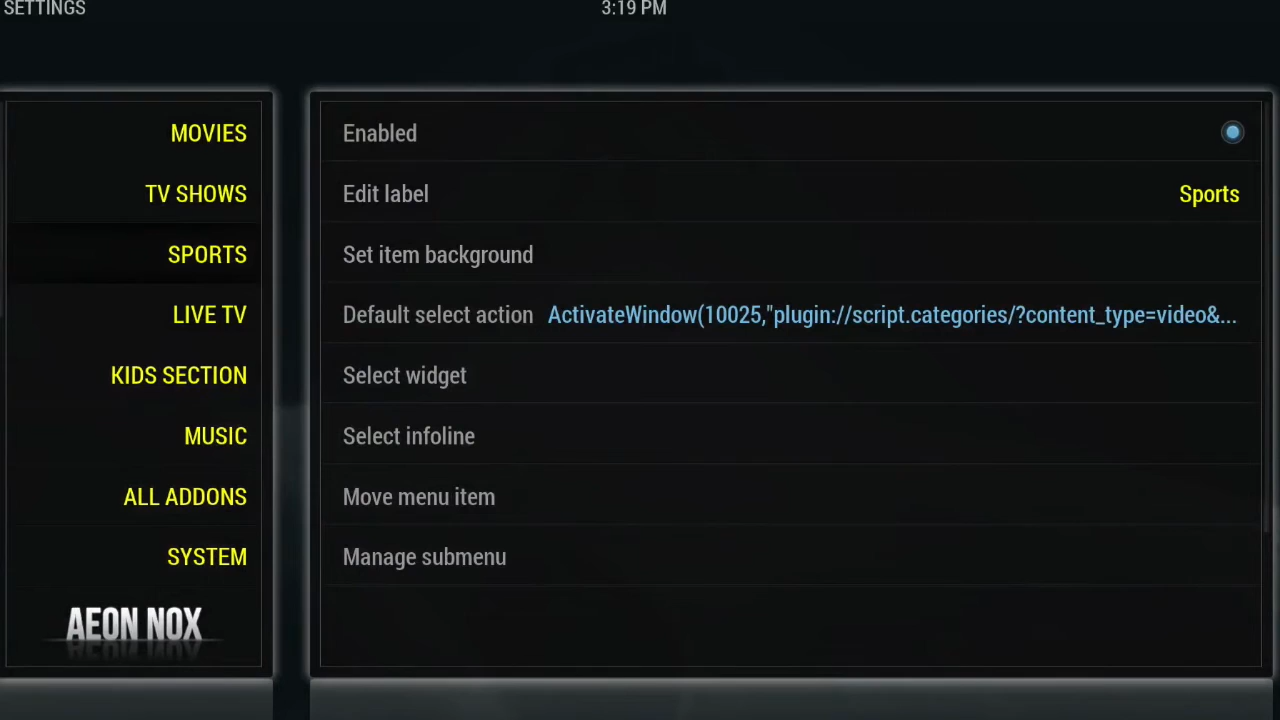 SETTINGS
3:19 PM
MOVIES
TV SHOWS
SPORTS
LIVE TV
KIDS SECTION
MUSIC
ALL ADDONS
SYSTEM
AEON NOX
Enabled
Edit label Sports
Set item background
Default select action ActivateWindow(10025,"plugin://script.categories/?content_type=video&...
Select widget
Select infoline
Move menu item
Manage submenu